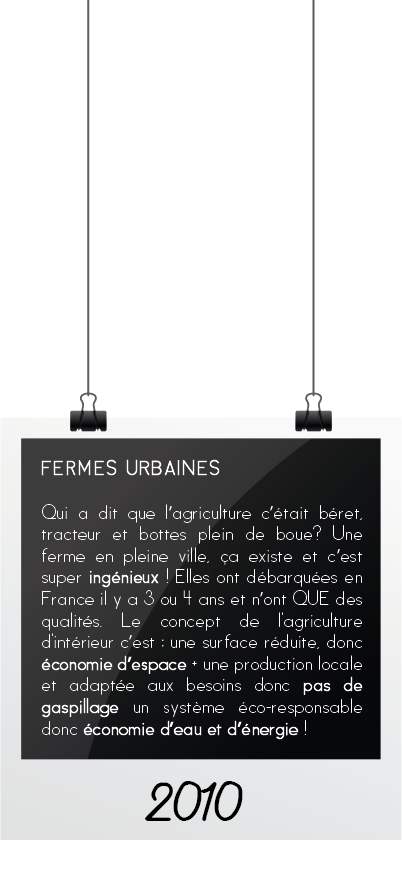 FERMES URBAINES
Qui a dit que l'agriculture c'était béret,
tracteur et bottes plein de boue? Une
ferme en pleine ville, ça existe et c'est
super ingénieux ! Elles ont débarquées en
France il y a 3 ou 4 ans et n'ont QUE des
qualités. Le concept de l'agriculture
d'intérieur c'est : une surface réduite, donc
économie d'espace + une production locale
et adaptée aux besoins donc pas de
gaspillage un système éco-responsable
donc économie d'eau et d'énergie !
2010